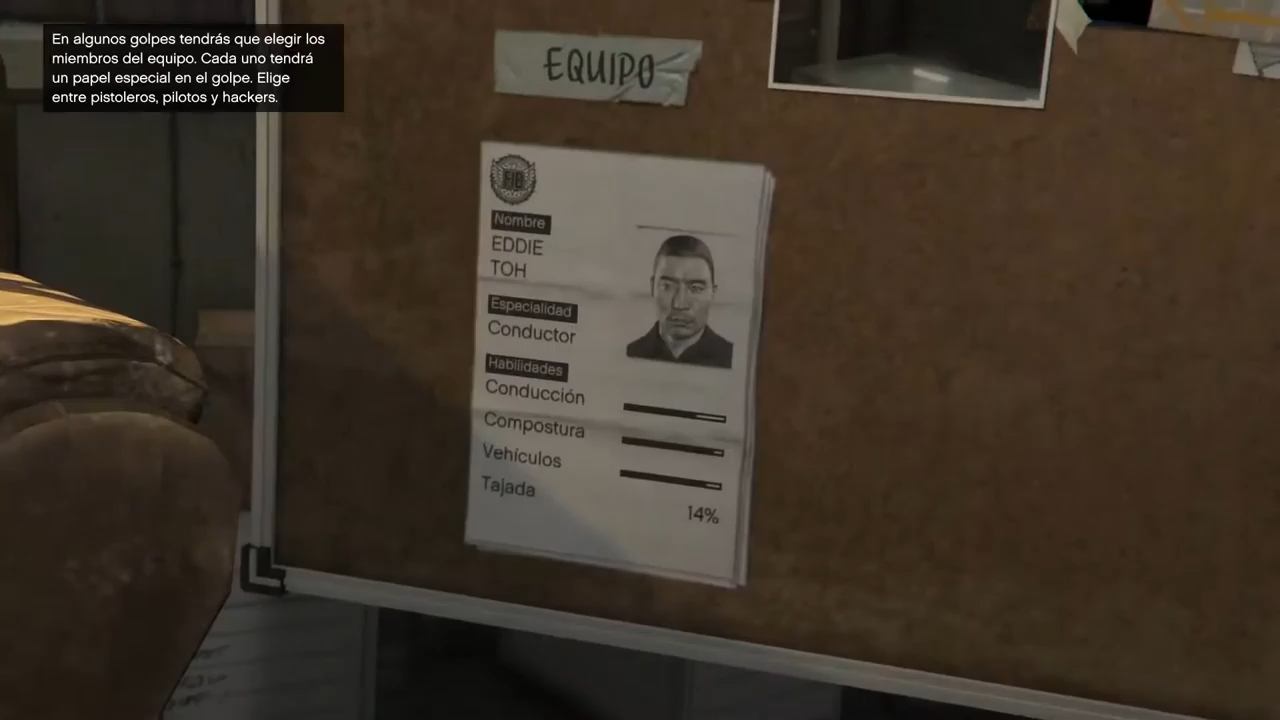 En algunos golpes tendrás que elegir los
miembros del equipo. Cada uno tendrá
un papel especial en el golpe. Elige
entre pistoleros, pilotos y hackers.
EQUIPO
FIB
Nombre
EDDIE
TOH
Especialidad
Conductor
Habilidades
Conducción
Compostura
Vehículos
Tajada
14%